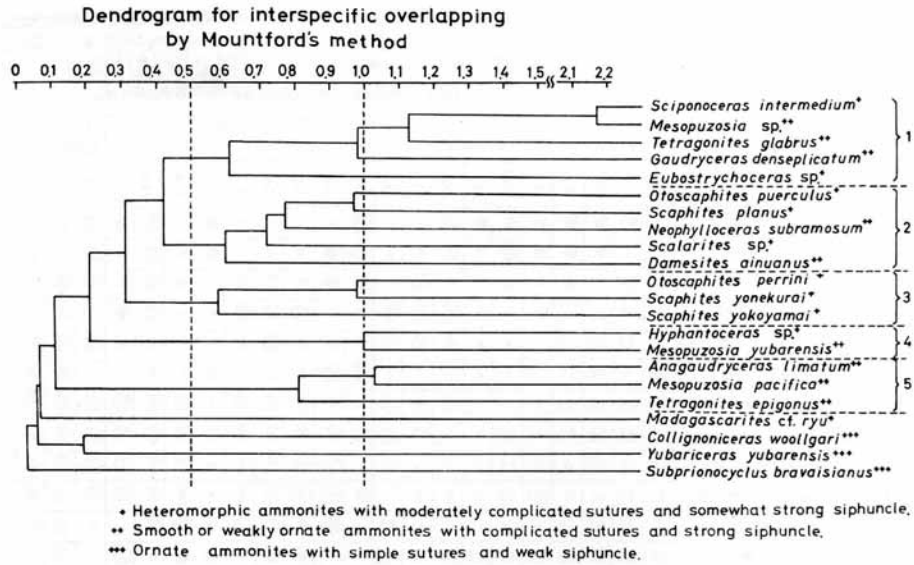 Dendrogram for interspecific overlapping
by Mountford's method
0 0,1 0,2 0,3 0,4 0,5 0,6 0,7 0,8 0,9 1,0 1,1 1,2 1,3 1,4 1,5 2,1 2,2
Sciponoceras intermedium+
Mesopuzosia sp.++
Tetragonites glabrus++
1
Gaudryceras denseplicatum++
Eubostrychoceras sp.+
Otoscaphites puerculus+
Scaphites planus+
Neophylloceras subramosum++
2
Scalarites sp.+
Damesites ainuanus++
Otoscaphites perrini +
Scaphites yonekurai+
3
Scaphites yokoyamai+
Hyphantoceras sp.+
4
Mesopuzosia yubarensis++
Anagaudryceras limatum++
Mesopuzosia pacifica++
5
Tetragonites epigonus++
Madagascarites cf. ryu+
Collignoniceras woollgari+++
Yubariceras yubarensis+++
Subprionocyclus bravaisianus+++
+ Heteromorphic ammonites with moderately complicated sutures and somewhat strong siphuncle.
++ Smooth or weakly ornate ammonites with complicated sutures and strong siphuncle.
+++ Ornate ammonites with simple sutures and weak siphuncle.